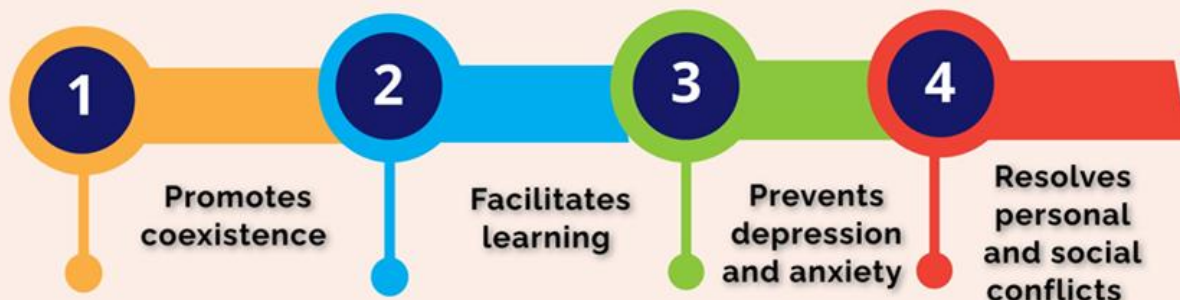 1
2
3
4
Promotes
coexistence
Facilitates
learning
Prevents
depression
and anxiety
Resolves
personal
and social
conflicts